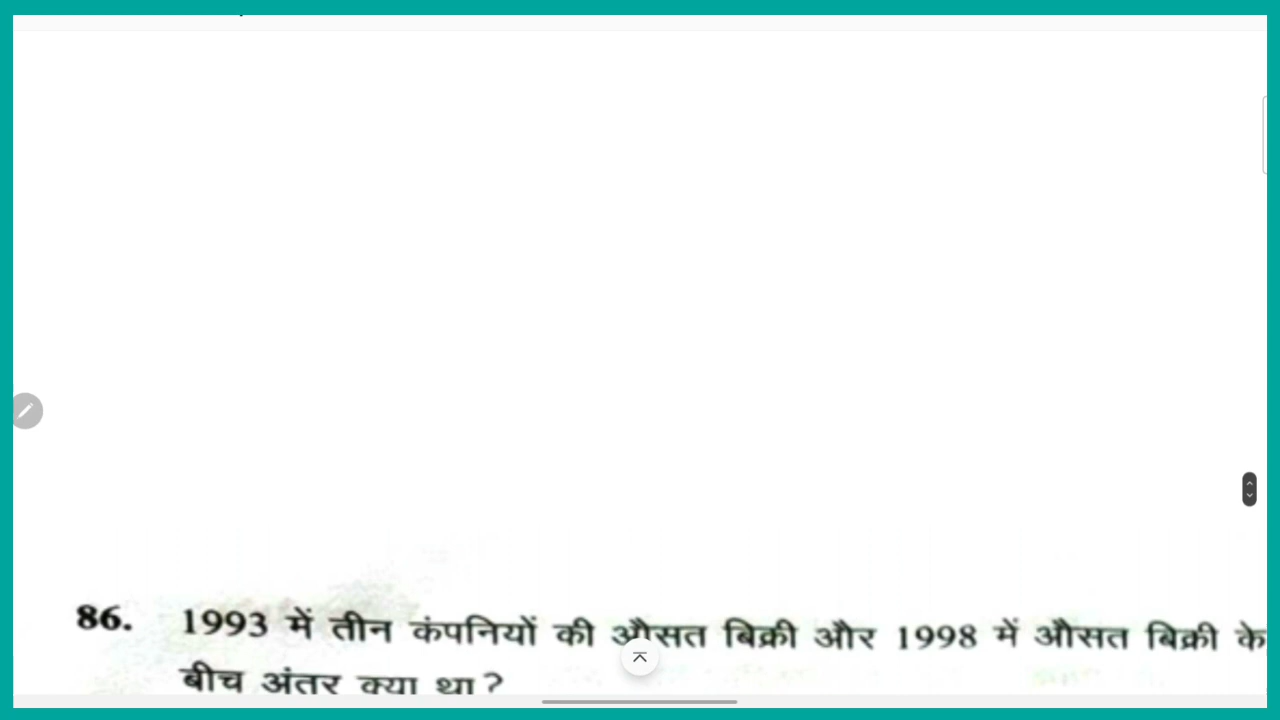 86. 1993 में तीन कंपनियों की औसत बिक्री और 1998 में औसत बिक्री के
बीच अंतर क्या था?